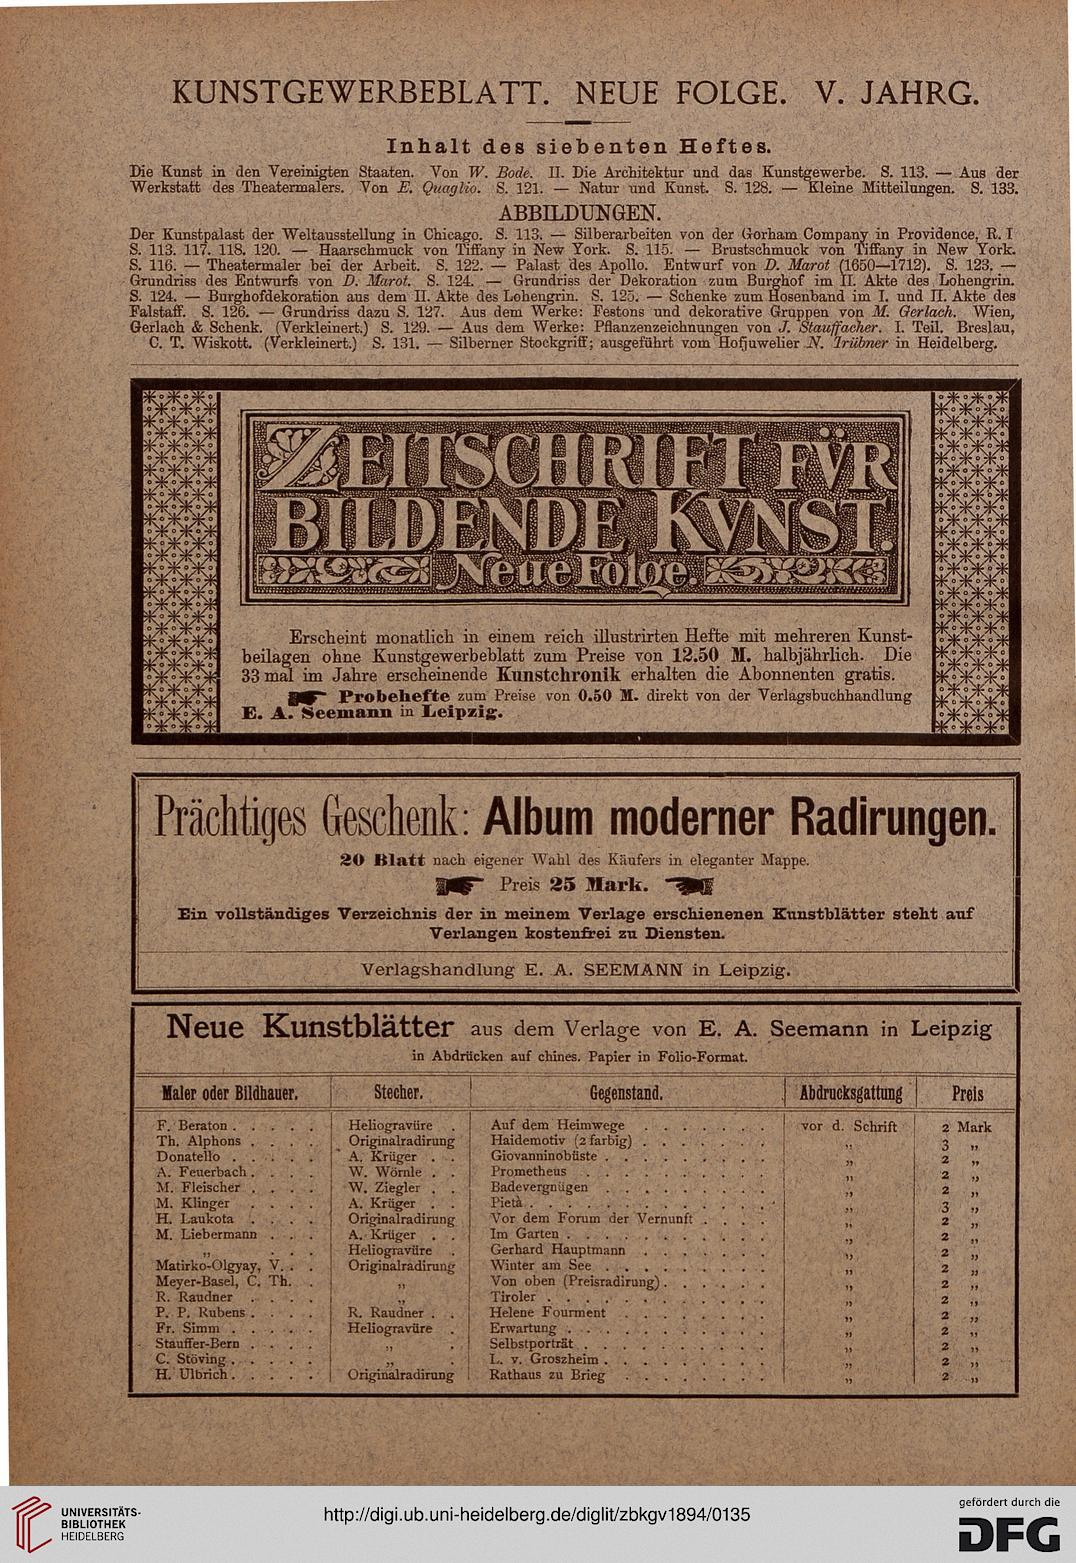 KUNSTGEWERBEBLATT. NEUE FOLGE. V. JAHRG.
Inhalt des siebenten Heftes.
Die Kunst in den Vereinigten Staaten. Von W. Bode. II. Die Architektur und das Kunstgewerbe. S. 113. — Aus der
Werkstatt des Theatermalers. Von E. Quaglio. S. 121. — Natur und Kunst. S. 128. — Kleine Mitteilungen. S. 133.
ABBILDUNGEN.
Der Kunstpalast der Weltausstellung in Chicago. S. 113. — Silberarbeiten von der Gorham Company in Providence, R. I
S. 113. 117. 118. 120. — Haarschmuck von Tiffany in New York. S. 115. — Brustschmuck von Tiffany in New York.
S. 116. — Theatermaler bei der Arbeit. S. 122. — Palast des Apollo. Entwurf von D. Marot (1650—1712). S. 123. —
Grundriss des Entwurfs von D. Marot. S. 124. — Grundriss der Dekoration zum Burghof im II. Akte des Lohengrin.
S. 124. — Burghofdekoration aus dem II. Akte des Lohengrin. S. 125. — Schenke zum Hosenband im I. und II. Akte des
Falstaff. S. 126. — Grundriss dazu S. 127. Aus dem Werke: Festons und dekorative Gruppen von M. Gerlach. Wien,
Gerlach & Schenk. (Verkleinert.) S. 129. — Aus dem Werke: Pflanzenzeichnungen von J. Stauffacher. I. Teil. Breslau,
C. T. Wiskott. (Verkleinert.) S. 131. — Silberner Stockgriff; ausgeführt vom Hofjuwelier N. Trübner in Heidelberg.
ZEITSCHRIFT FVR
BILDENDE KVNST.
Neue Folge.
Erscheint monatlich in einem reich illustrirten Hefte mit mehreren Kunst-
beilagen ohne Kunstgewerbeblatt zum Preise von 12.50 M. halbjährlich. Die
33 mal im Jahre erscheinende Kunstchronik erhalten die Abonnenten gratis.
Probehefte zum Preise von 0.50 M. direkt von der Verlagsbuchhandlung
E. A. Seemann in Leipzig.
Prächtiges Geschenk: Album moderner Radirungen.
20 Blatt nach eigener Wahl des Käufers in eleganter Mappe.
Preis 25 Mark.
Ein vollständiges Verzeichnis der in meinem Verlage erschienenen Kunstblätter steht auf
Verlangen kostenfrei zu Diensten.
Verlagshandlung E. A. SEEMANN in Leipzig.
Neue Kunstblätter aus dem Verlage von E. A. Seemann in Leipzig
in Abdrücken auf chines. Papier in Folio-Format.
Maler oder Bildhauer. Stecher. Gegenstand. Abdrucksgattung Preis
F. Beraton . . . . . Heliogravüre . Auf dem Heimwege . . . . . . . vor d. Schrift 2 Mark
Th. Alphons . . . . Originalradirung Haidemotiv (2 farbig) . . . . . . . „ 3 „
Donatello . . . . . A. Krüger . . Giovanninobüste . . . . . . . . . „ 2 „
A. Feuerbach . . . . W. Wörnle . . Prometheus . . . . . . . . . . „ 2 „
M. Fleischer . . . . W. Ziegler . . Badevergnügen . . . . . . . . . „ 2 „
M. Klinger . . . . A. Krüger . . Pietà . . . . . . . . . . . . . „ 3 „
H. Laukota . . . . Originalradirung Vor dem Forum der Vernunft . . . . „ 2 „
M. Liebermann . . . A. Krüger . . Im Garten . . . . . . . . . . . „ 2 „
„ . . . Heliogravüre . Gerhard Hauptmann . . . . . . . „ 2 „
Matirko-Olgyay, V. . . Originalradirung Winter am See . . . . . . . . . „ 2 „
Meyer-Basel, C. Th. . „ Von oben (Preisradirung) . . . . . . „ 2 „
R. Raudner . . . . „ Tiroler . . . . . . . . . . . . „ 2 „
P. P. Rubens . . . . R. Raudner . . Helene Fourment . . . . . . . . „ 2 „
Fr. Simm . . . . . Heliogravüre . Erwartung . . . . . . . . . . . „ 2 „
Stauffer-Bern . . . . „ . Selbstporträt . . . . . . . . . . „ 2 „
C. Stöving . . . . . „ . L. v. Groszheim . . . . . . . . . „ 2 „
H. Ulbrich . . . . . Originalradirung Rathaus zu Brieg . . . . . . . . „ 2 „
UNIVERSITÄTS-
BIBLIOTHEK
HEIDELBERG
http://digi.ub.uni-heidelberg.de/diglit/zbkgv1894/0135
gefördert durch die
DFG